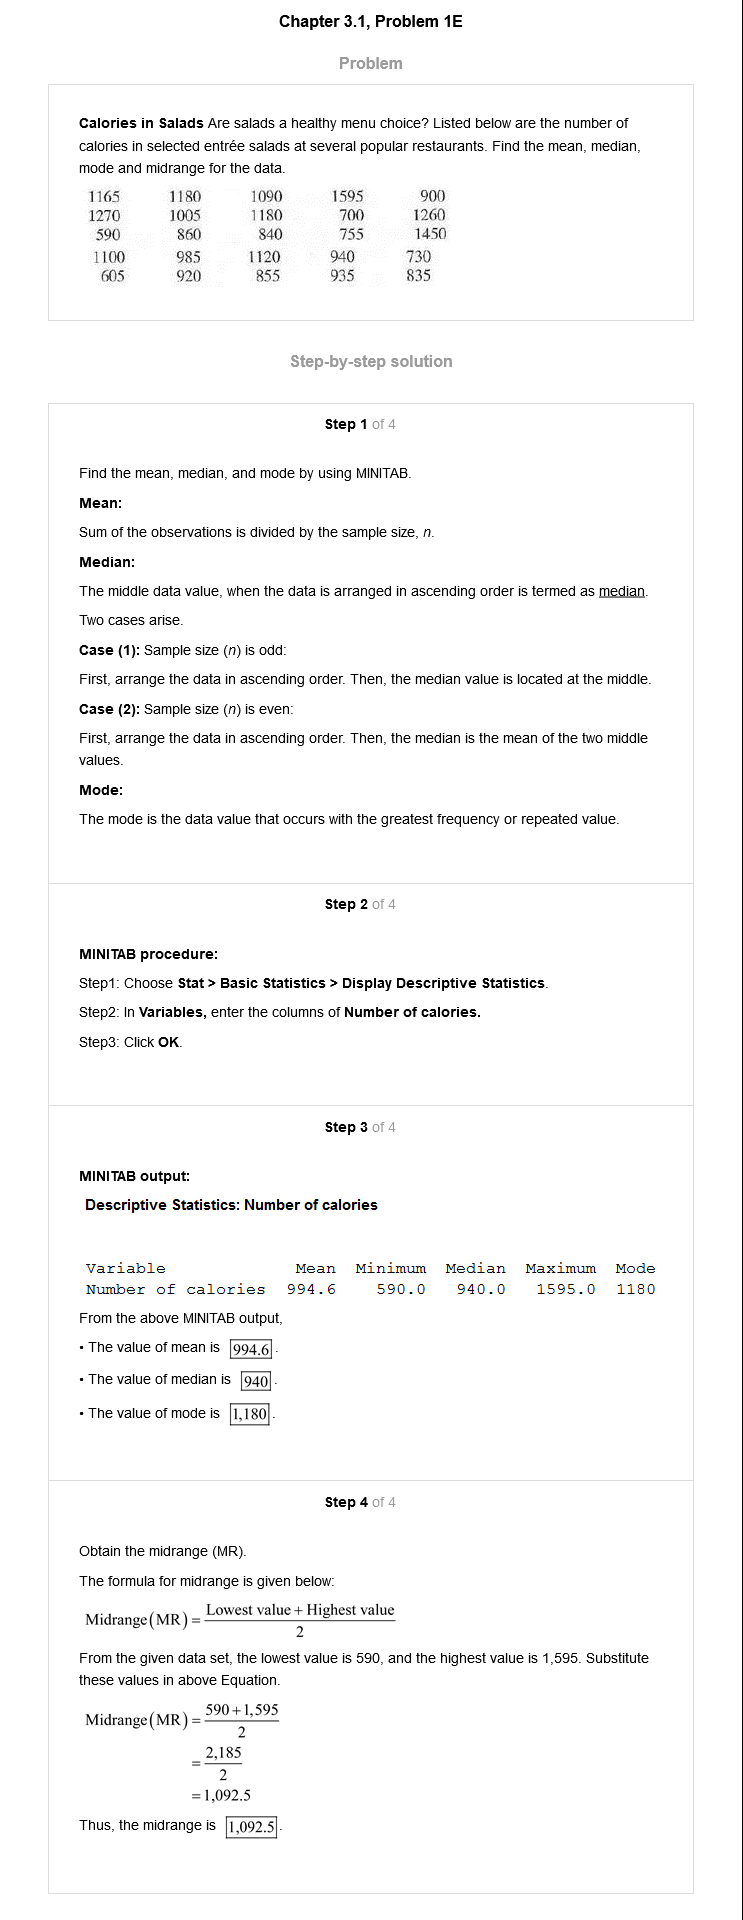 Chapter 3.1, Problem 1E
Problem
Calories in Salads Are salads a healthy menu choice? Listed below are the number of
calories in selected entrée salads at several popular restaurants. Find the mean, median,
mode and midrange for the data.
1165 1180 1090 1595 900
1270 1005 1180 700 1260
590 860 840 755 1450
1100 985 1120 940 730
605 920 855 935 835
Step-by-step solution
Step 1 of 4
Find the mean, median, and mode by using MINITAB.
Mean:
Sum of the observations is divided by the sample size, n.
Median:
The middle data value, when the data is arranged in ascending order is termed as median.
Two cases arise.
Case (1): Sample size (n) is odd:
First, arrange the data in ascending order. Then, the median value is located at the middle.
Case (2): Sample size (n) is even:
First, arrange the data in ascending order. Then, the median is the mean of the two middle
values.
Mode:
The mode is the data value that occurs with the greatest frequency or repeated value.
Step 2 of 4
MINITAB procedure:
Step1: Choose Stat > Basic Statistics > Display Descriptive Statistics.
Step2: In Variables, enter the columns of Number of calories.
Step3: Click OK.
Step 3 of 4
MINITAB output:
Descriptive Statistics: Number of calories
Variable Mean Minimum Median Maximum Mode
Number of calories 994.6 590.0 940.0 1595.0 1180
From the above MINITAB output,
• The value of mean is 994.6.
• The value of median is 940.
• The value of mode is 1,180.
Step 4 of 4
Obtain the midrange (MR).
The formula for midrange is given below:
Midrange(MR) = Lowest value + Highest value
2
From the given data set, the lowest value is 590, and the highest value is 1,595. Substitute
these values in above Equation.
Midrange(MR) = 590+1,595
2
= 2,185
2
= 1,092.5
Thus, the midrange is 1,092.5.